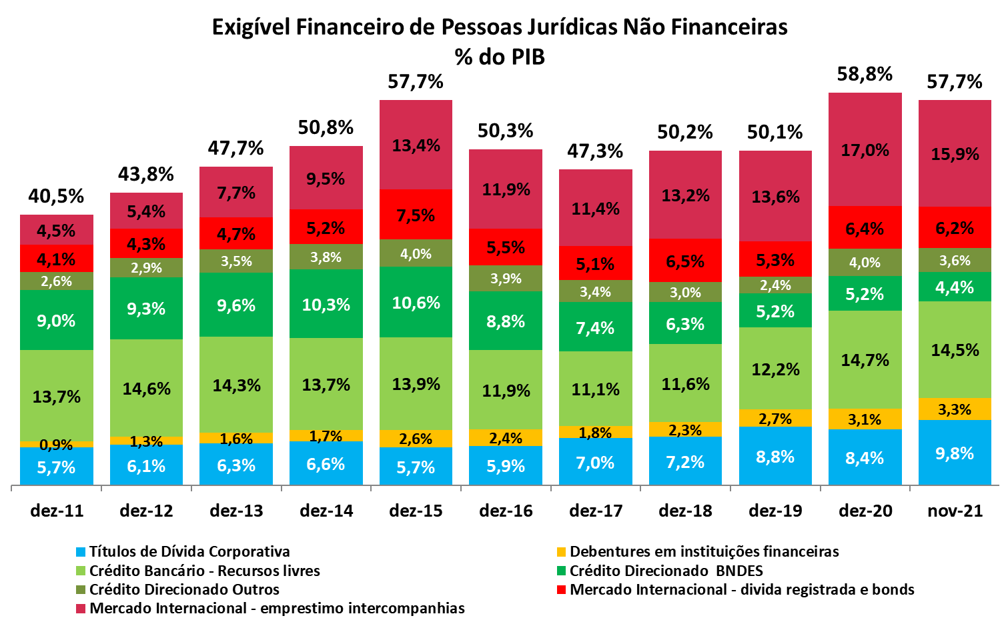 Exigível Financeiro de Pessoas Jurídicas Não Financeiras
% do PIB
40,5% 43,8% 47,7% 50,8% 57,7% 50,3% 47,3% 50,2% 50,1% 58,8% 57,7%
4,5% 5,4% 7,7% 9,5% 13,4% 11,9% 11,4% 13,2% 13,6% 17,0% 15,9%
4,1% 4,3% 4,7% 5,2% 7,5% 5,5% 5,1% 6,5% 5,3% 6,4% 6,2%
2,6% 2,9% 3,5% 3,8% 4,0% 3,9% 3,4% 3,0% 2,4% 4,0% 3,6%
9,0% 9,3% 9,6% 10,3% 10,6% 8,8% 7,4% 6,3% 5,2% 5,2% 4,4%
13,7% 14,6% 14,3% 13,7% 13,9% 11,9% 11,1% 11,6% 12,2% 14,7% 14,5%
0,9% 1,3% 1,6% 1,7% 2,6% 2,4% 1,8% 2,3% 2,7% 3,1% 3,3%
5,7% 6,1% 6,3% 6,6% 5,7% 5,9% 7,0% 7,2% 8,8% 8,4% 9,8%
dez-11 dez-12 dez-13 dez-14 dez-15 dez-16 dez-17 dez-18 dez-19 dez-20 nov-21
Títulos de Dívida Corporativa Debentures em instituições financeiras
Crédito Bancário - Recursos livres Crédito Direcionado BNDES
Crédito Direcionado Outros Mercado Internacional - divida registrada e bonds
Mercado Internacional - emprestimo intercompanhias